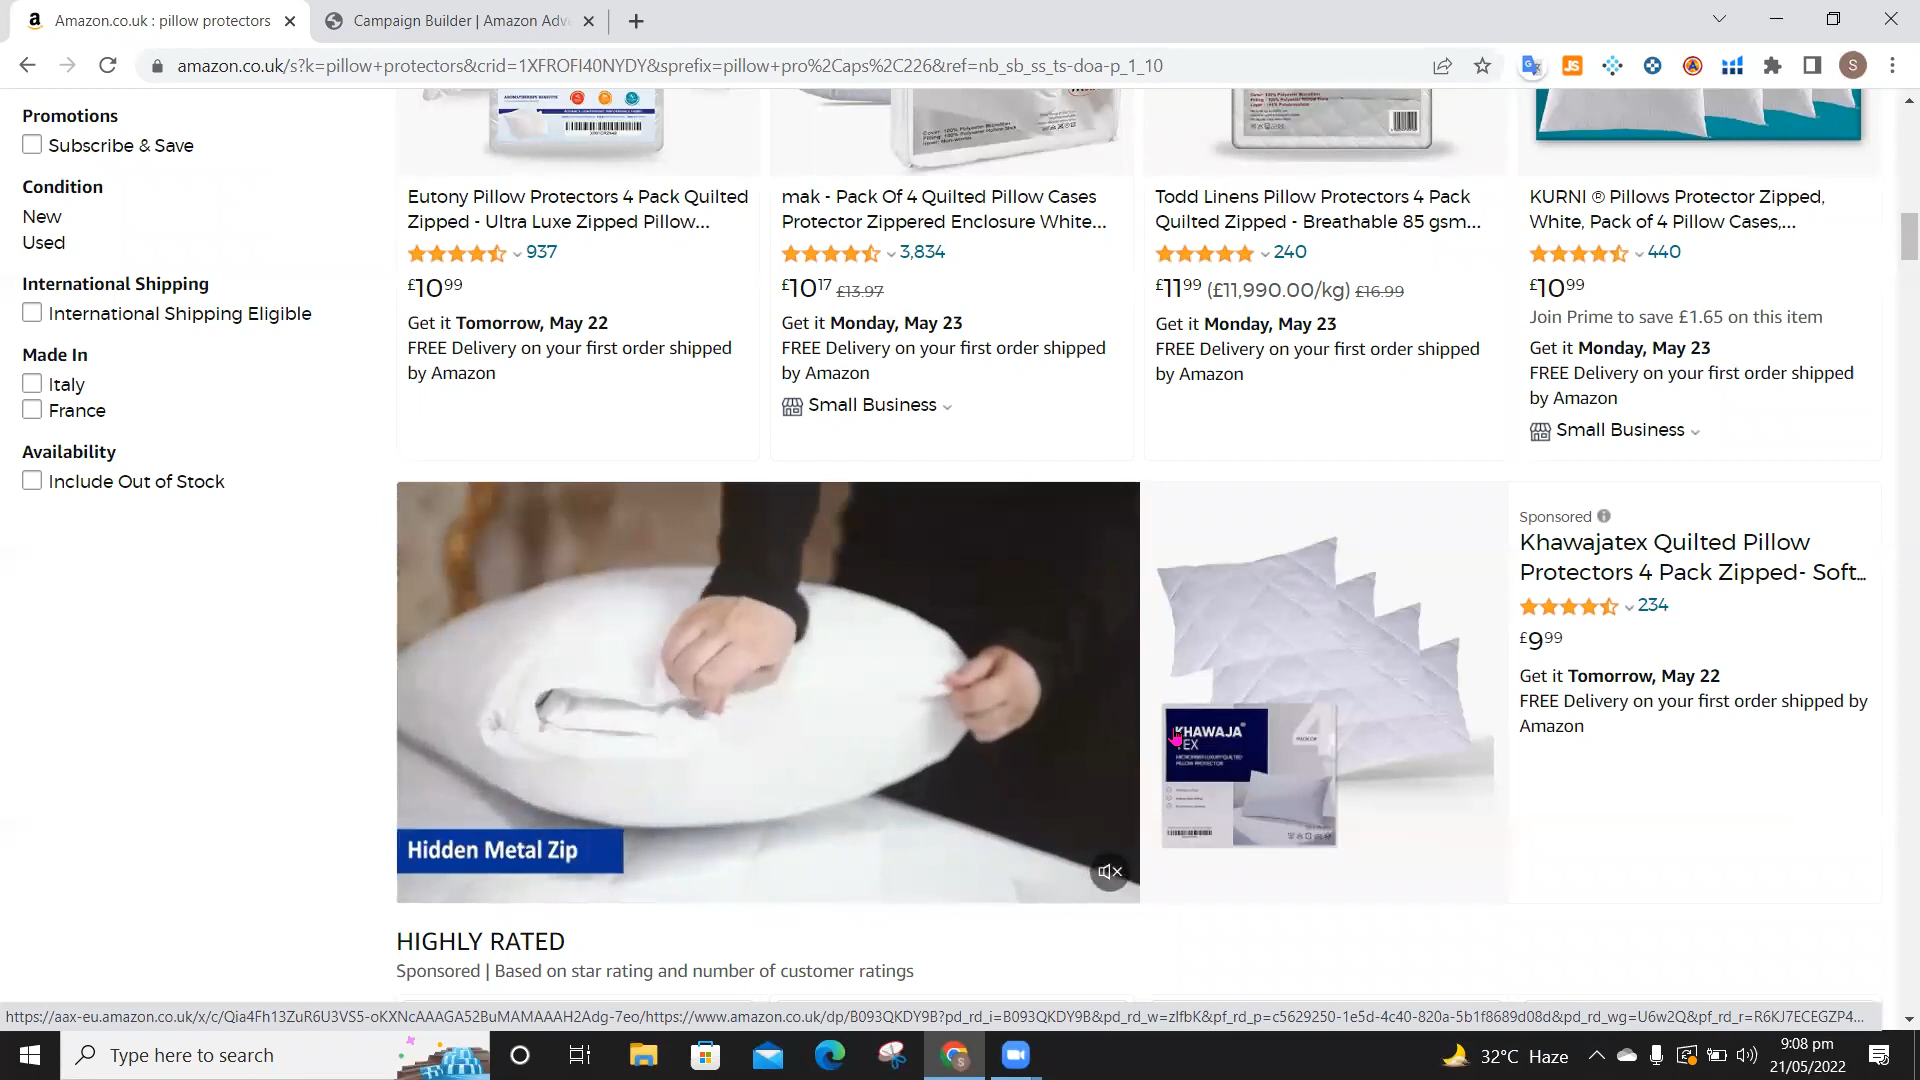 Amazon.co.uk : pillow protectors
Campaign Builder | Amazon Adv
amazon.co.uk/s?k=pillow+protectors&crid=1XFROFI40NYDY&sprefix=pillow+pro%2Caps%2C226&ref=nb_sb_ss_ts-doa-p_1_10
S
Promotions
Subscribe & Save
Condition
New
Used
International Shipping
International Shipping Eligible
Made In
Italy
France
Availability
Include Out of Stock
Eutony Pillow Protectors 4 Pack Quilted
Zipped - Ultra Luxe Zipped Pillow...
937
£10.99
Get it Tomorrow, May 22
FREE Delivery on your first order shipped
by Amazon
mak - Pack Of 4 Quilted Pillow Cases
Protector Zippered Enclosure White...
3,834
£10.17 £13.97
Get it Monday, May 23
FREE Delivery on your first order shipped
by Amazon
Small Business
Todd Linens Pillow Protectors 4 Pack
Quilted Zipped - Breathable 85 gsm...
240
£11.99 (£11,990.00/kg) £16.99
Get it Monday, May 23
FREE Delivery on your first order shipped
by Amazon
KURNI ® Pillows Protector Zipped,
White, Pack of 4 Pillow Cases,...
440
£10.99
Join Prime to save £1.65 on this item
Get it Monday, May 23
FREE Delivery on your first order shipped
by Amazon
Small Business
Hidden Metal Zip
KHAWAJA
TEX
Sponsored
Khawajatex Quilted Pillow
Protectors 4 Pack Zipped- Soft...
234
£9.99
Get it Tomorrow, May 22
FREE Delivery on your first order shipped by
Amazon
HIGHLY RATED
Sponsored | Based on star rating and number of customer ratings
https://aax-eu.amazon.co.uk/x/c/Qia4Fh13ZuR6U3VS5-oKXNcAAAGA52BuMAMAAAH2Adg-7eo/https://www.amazon.co.uk/dp/B093QKDY9B?pd_rd_i=B093QKDY9B&pd_rd_w=zIfbK&pf_rd_p=c5629250-1e5d-4c40-820a-5b1f8689d08d&pd_rd_wg=U6w2Q&pf_rd_r=R6KJ7ECEGZP4...
Type here to search
32°C Haze
9:08 pm
21/05/2022